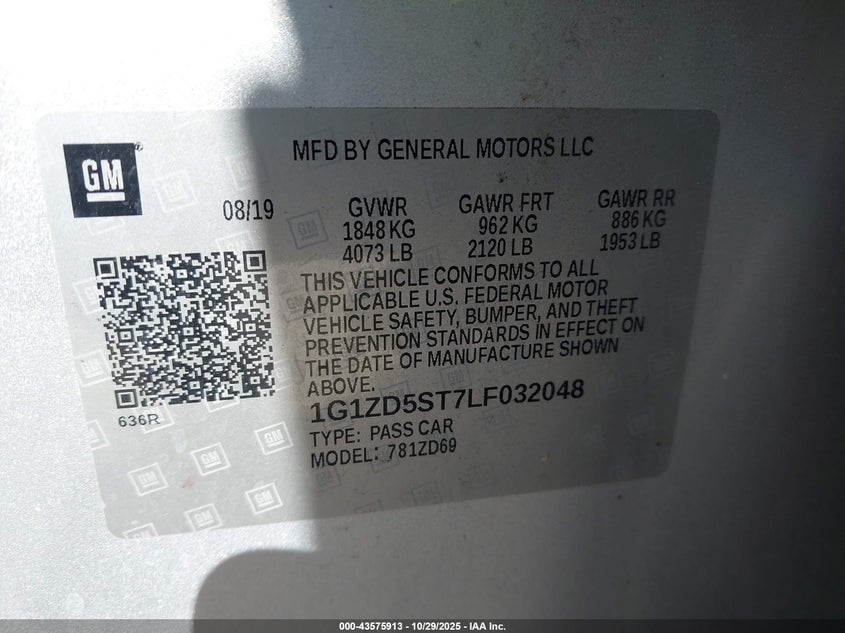 GM
MFD BY GENERAL MOTORS LLC
08/19
GVWR
1848 KG
4073 LB
GAWR FRT
962 KG
2120 LB
GAWR RR
886 KG
1953 LB
THIS VEHICLE CONFORMS TO ALL
APPLICABLE U.S. FEDERAL MOTOR
VEHICLE SAFETY, BUMPER, AND THEFT
PREVENTION STANDARDS IN EFFECT ON
THE DATE OF MANUFACTURE SHOWN
ABOVE.
636R
1G1ZD5ST7LF032048
TYPE: PASS CAR
MODEL: 781ZD69
000-43575913 - 10/29/2025 - IAA Inc.